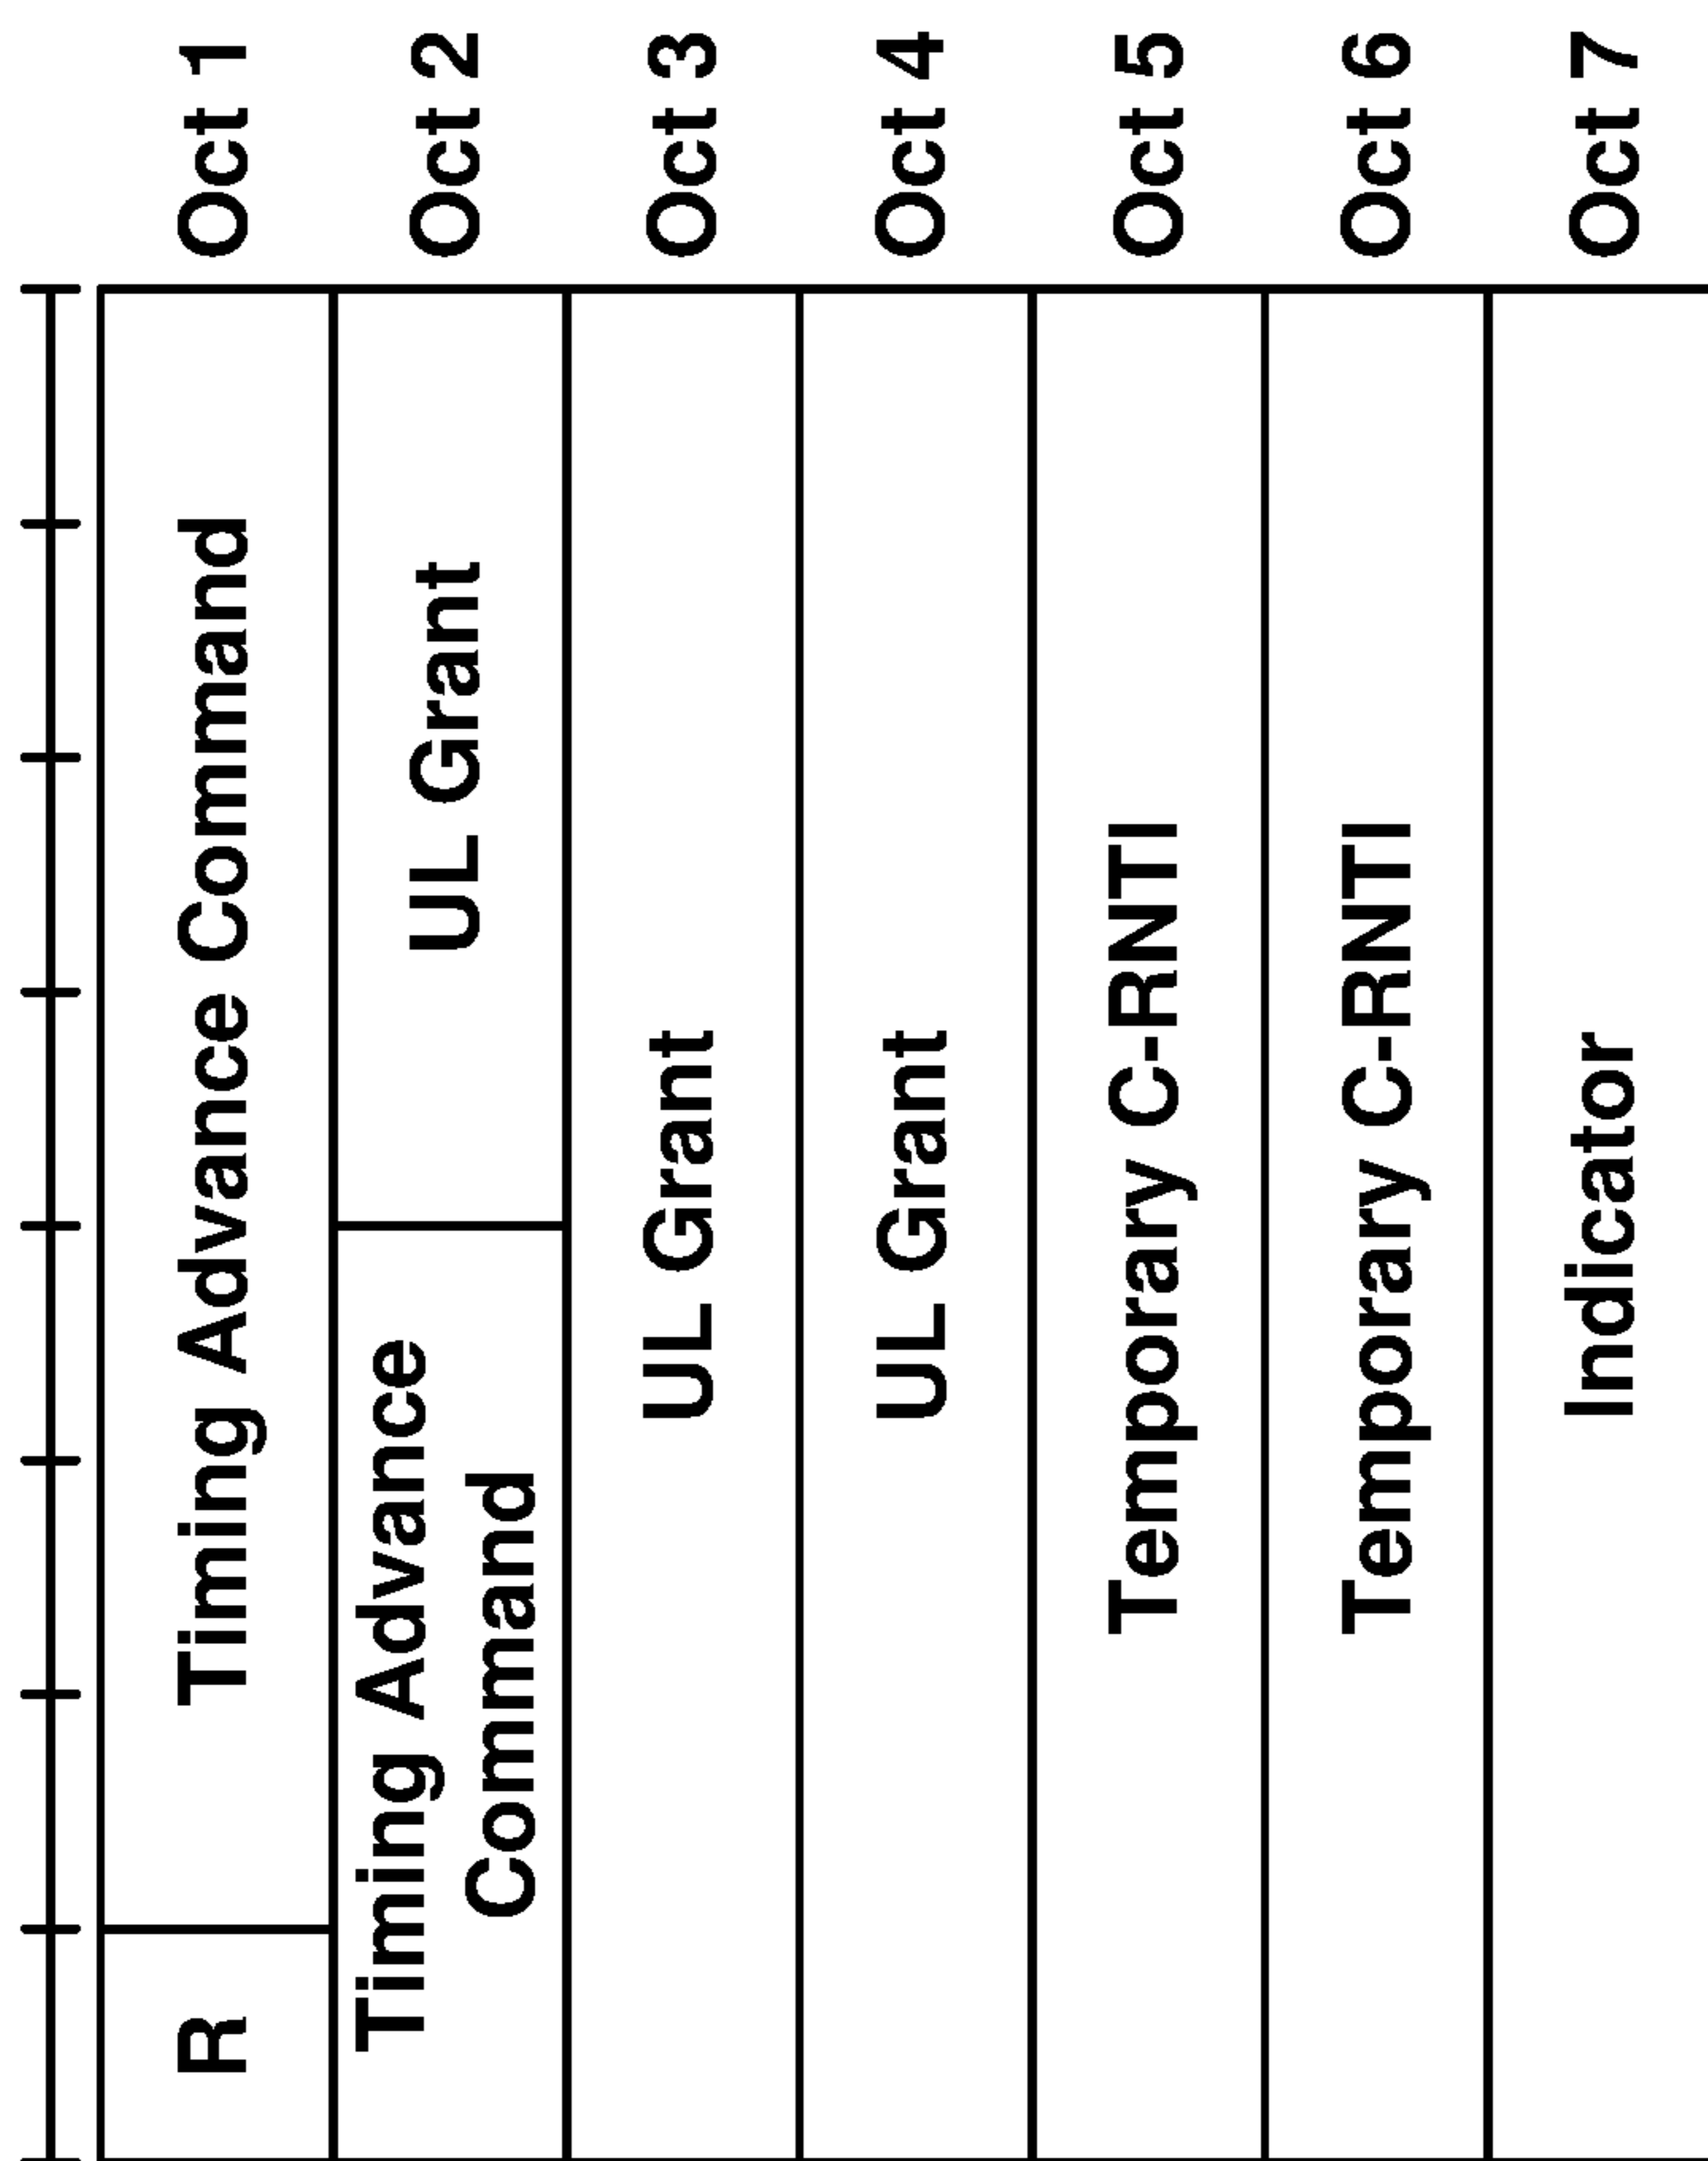 R Timing Advance Command Oct 1
Timing Advance
Command
UL Grant Oct 2
UL Grant Oct 3
UL Grant Oct 4
Temporary C-RNTI Oct 5
Temporary C-RNTI Oct 6
Indicator Oct 7